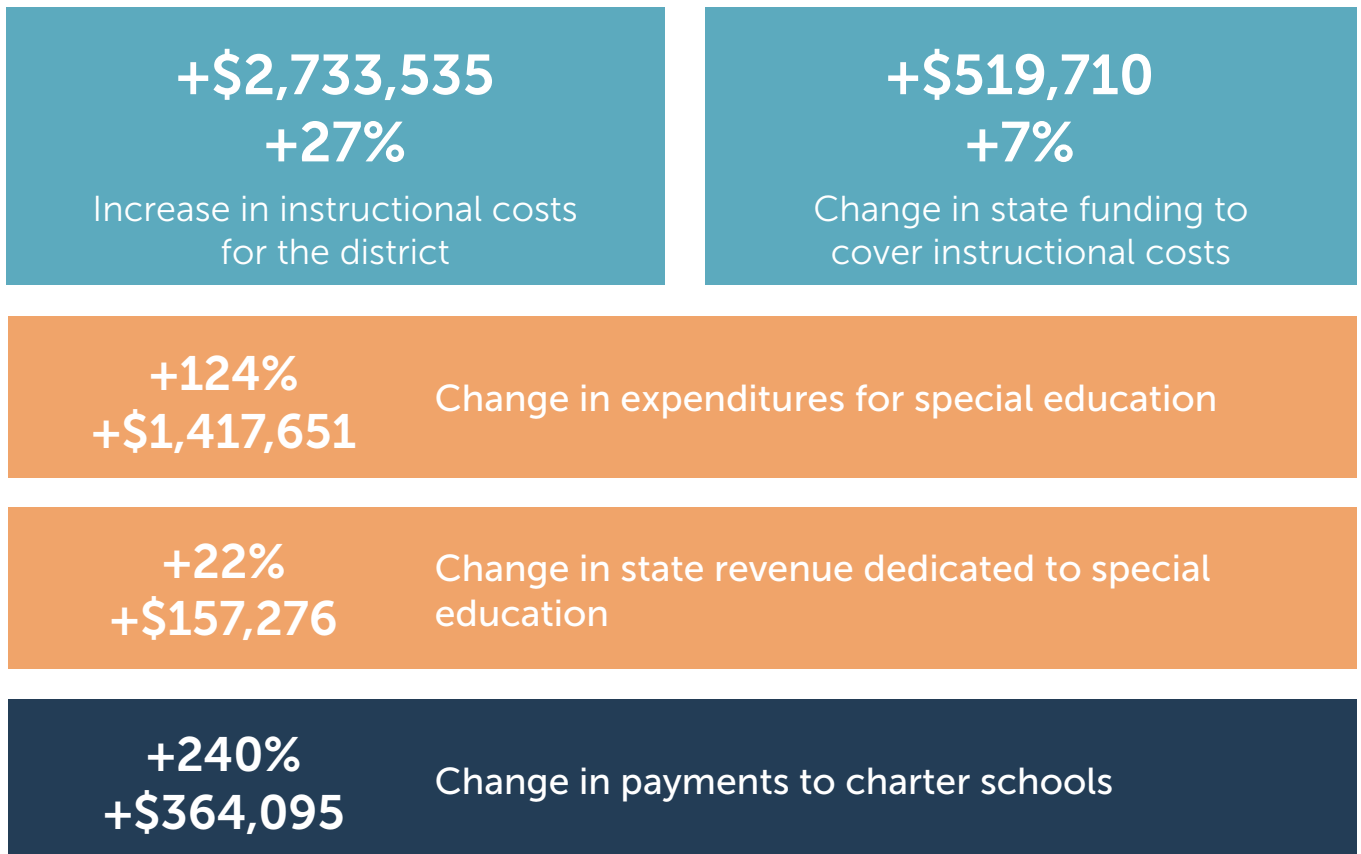 +$2,733,535
+27%
Increase in instructional costs
for the district
+$519,710
+7%
Change in state funding to
cover instructional costs
+124%
+$1,417,651
Change in expenditures for special education
+22%
+$157,276
Change in state revenue dedicated to special
education
+240%
+$364,095
Change in payments to charter schools